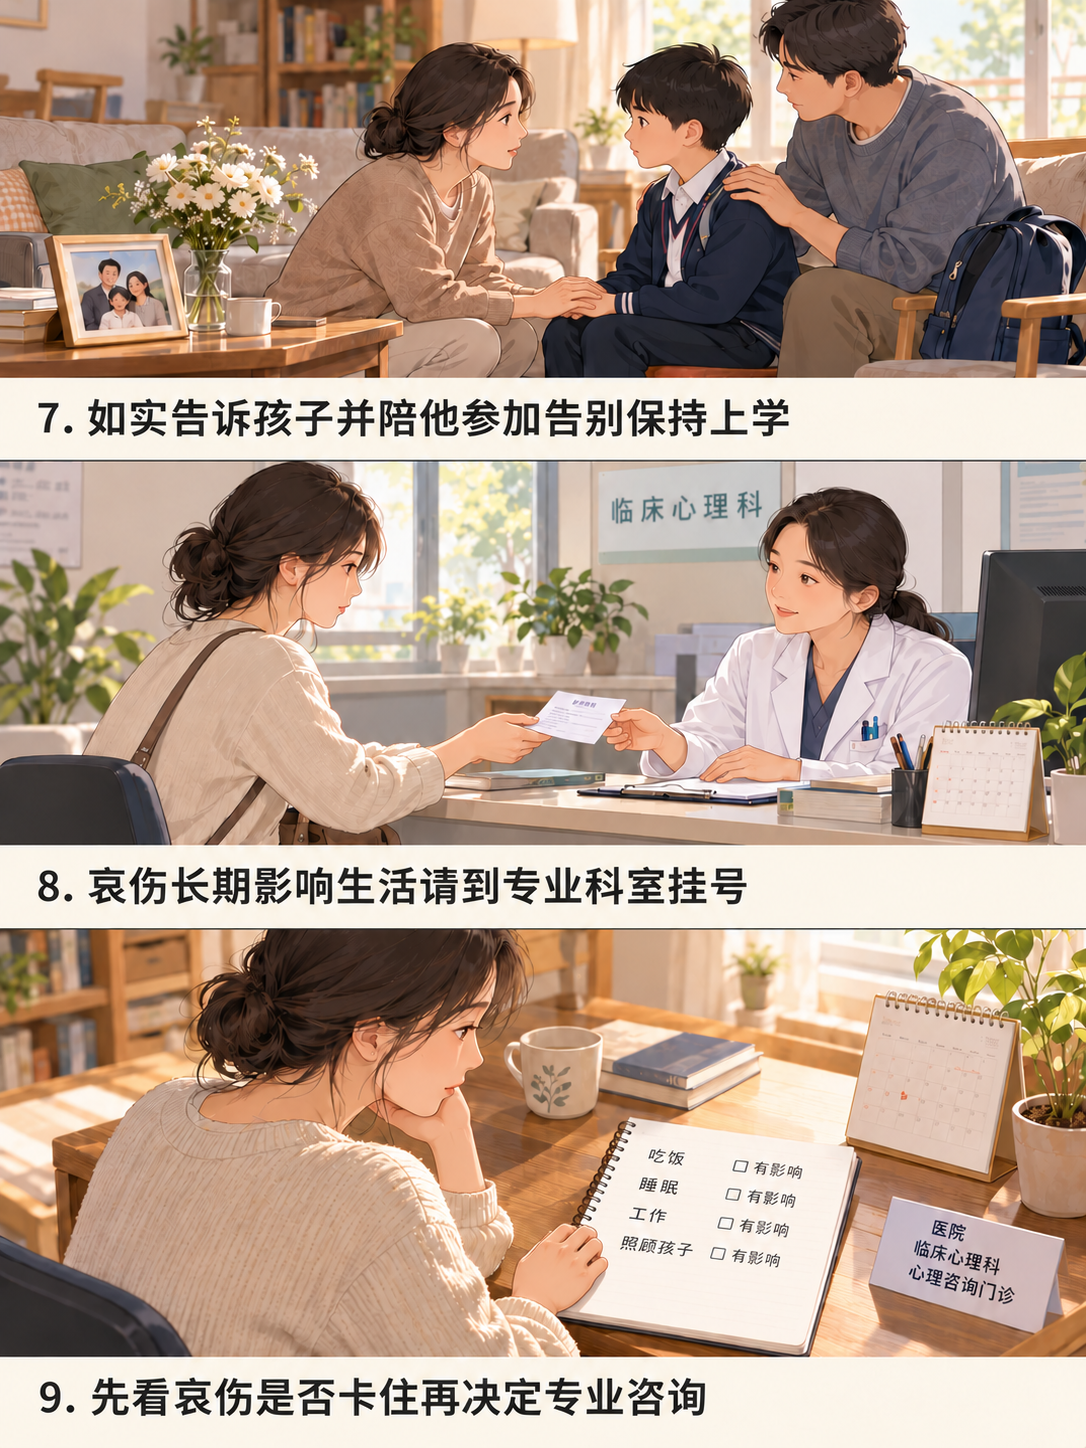 7. 如实告诉孩子并陪他参加告别保持上学
临床心理科
8. 哀伤长期影响生活请到专业科室挂号
吃饭 □ 有影响
睡眠 □ 有影响
工作 □ 有影响
照顾孩子 □ 有影响
医院
临床心理科
心理咨询门诊
9. 先看哀伤是否卡住再决定专业咨询